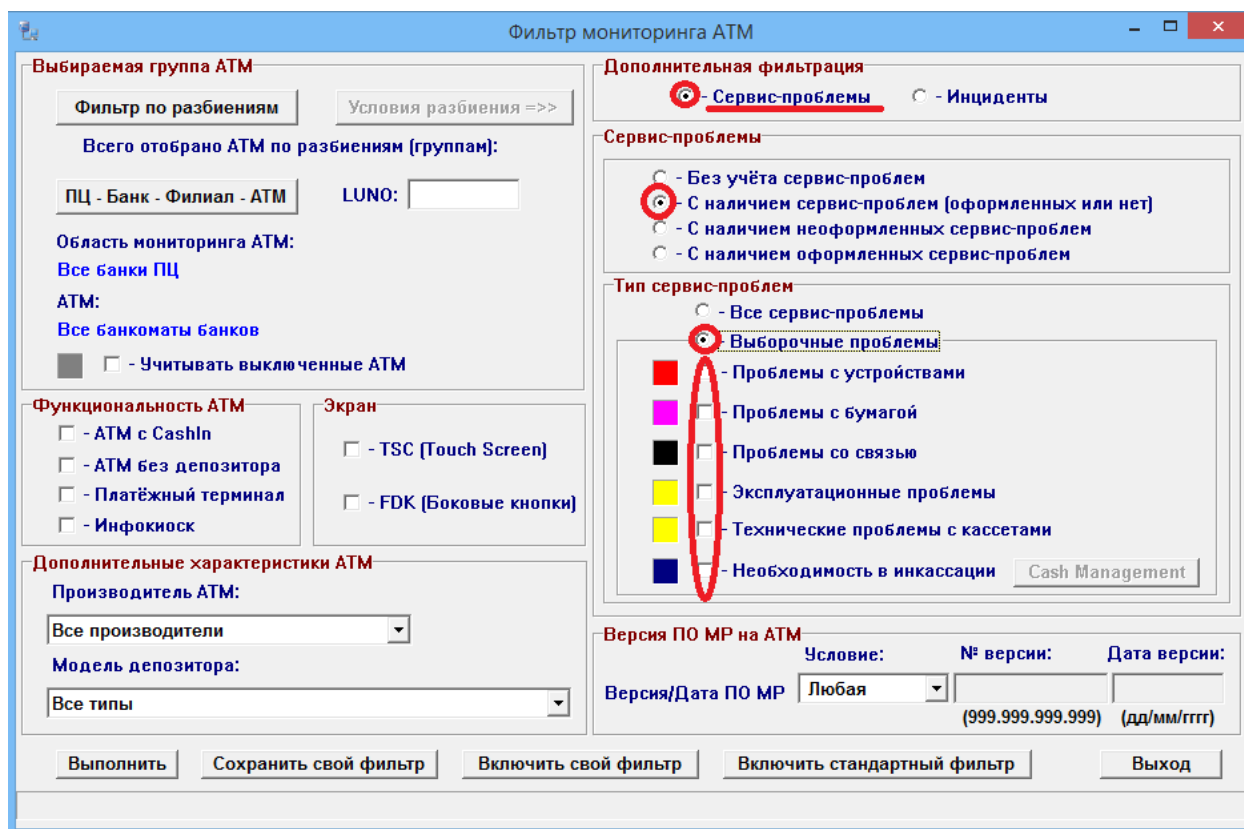 Фильтр мониторинга АТМ
Выбираемая группа АТМ
Фильтр по разбиениям
Условия разбиения =>>
Всего отобрано АТМ по разбиениям (группам):
ПЦ - Банк - Филиал - АТМ
LUNO:
Область мониторинга АТМ:
Все банки ПЦ
АТМ:
Все банкоматы банков
- Учитывать выключенные АТМ
Функциональность АТМ
- АТМ с CashIn
- АТМ без депозитора
- Платёжный терминал
- Инфокиоск
Экран
- TSC (Touch Screen)
- FDK (Боковые кнопки)
Дополнительные характеристики АТМ
Производитель АТМ:
Все производители
Модель депозитора:
Все типы
Дополнительная фильтрация
- Сервис-проблемы
- Инциденты
Сервис-проблемы
- Без учёта сервис-проблем
- С наличием сервис-проблем (оформленных или нет)
- С наличием неоформленных сервис-проблем
- С наличием оформленных сервис-проблем
Тип сервис-проблем
- Все сервис-проблемы
- Выборочные проблемы
- Проблемы с устройствами
- Проблемы с бумагой
- Проблемы со связью
- Эксплуатационные проблемы
- Технические проблемы с кассетами
- Необходимость в инкассации
Cash Management
Версия ПО МР на АТМ
Условие:
№ версии:
Дата версии:
Версия/Дата ПО МР
Любая
(999.999.999.999)
(дд/мм/гггг)
Выполнить
Сохранить свой фильтр
Включить свой фильтр
Включить стандартный фильтр
Выход